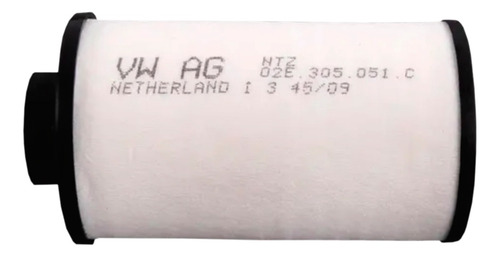 VW AG NTZ
02E.305.051.C
NETHERLAND I 3 45/09